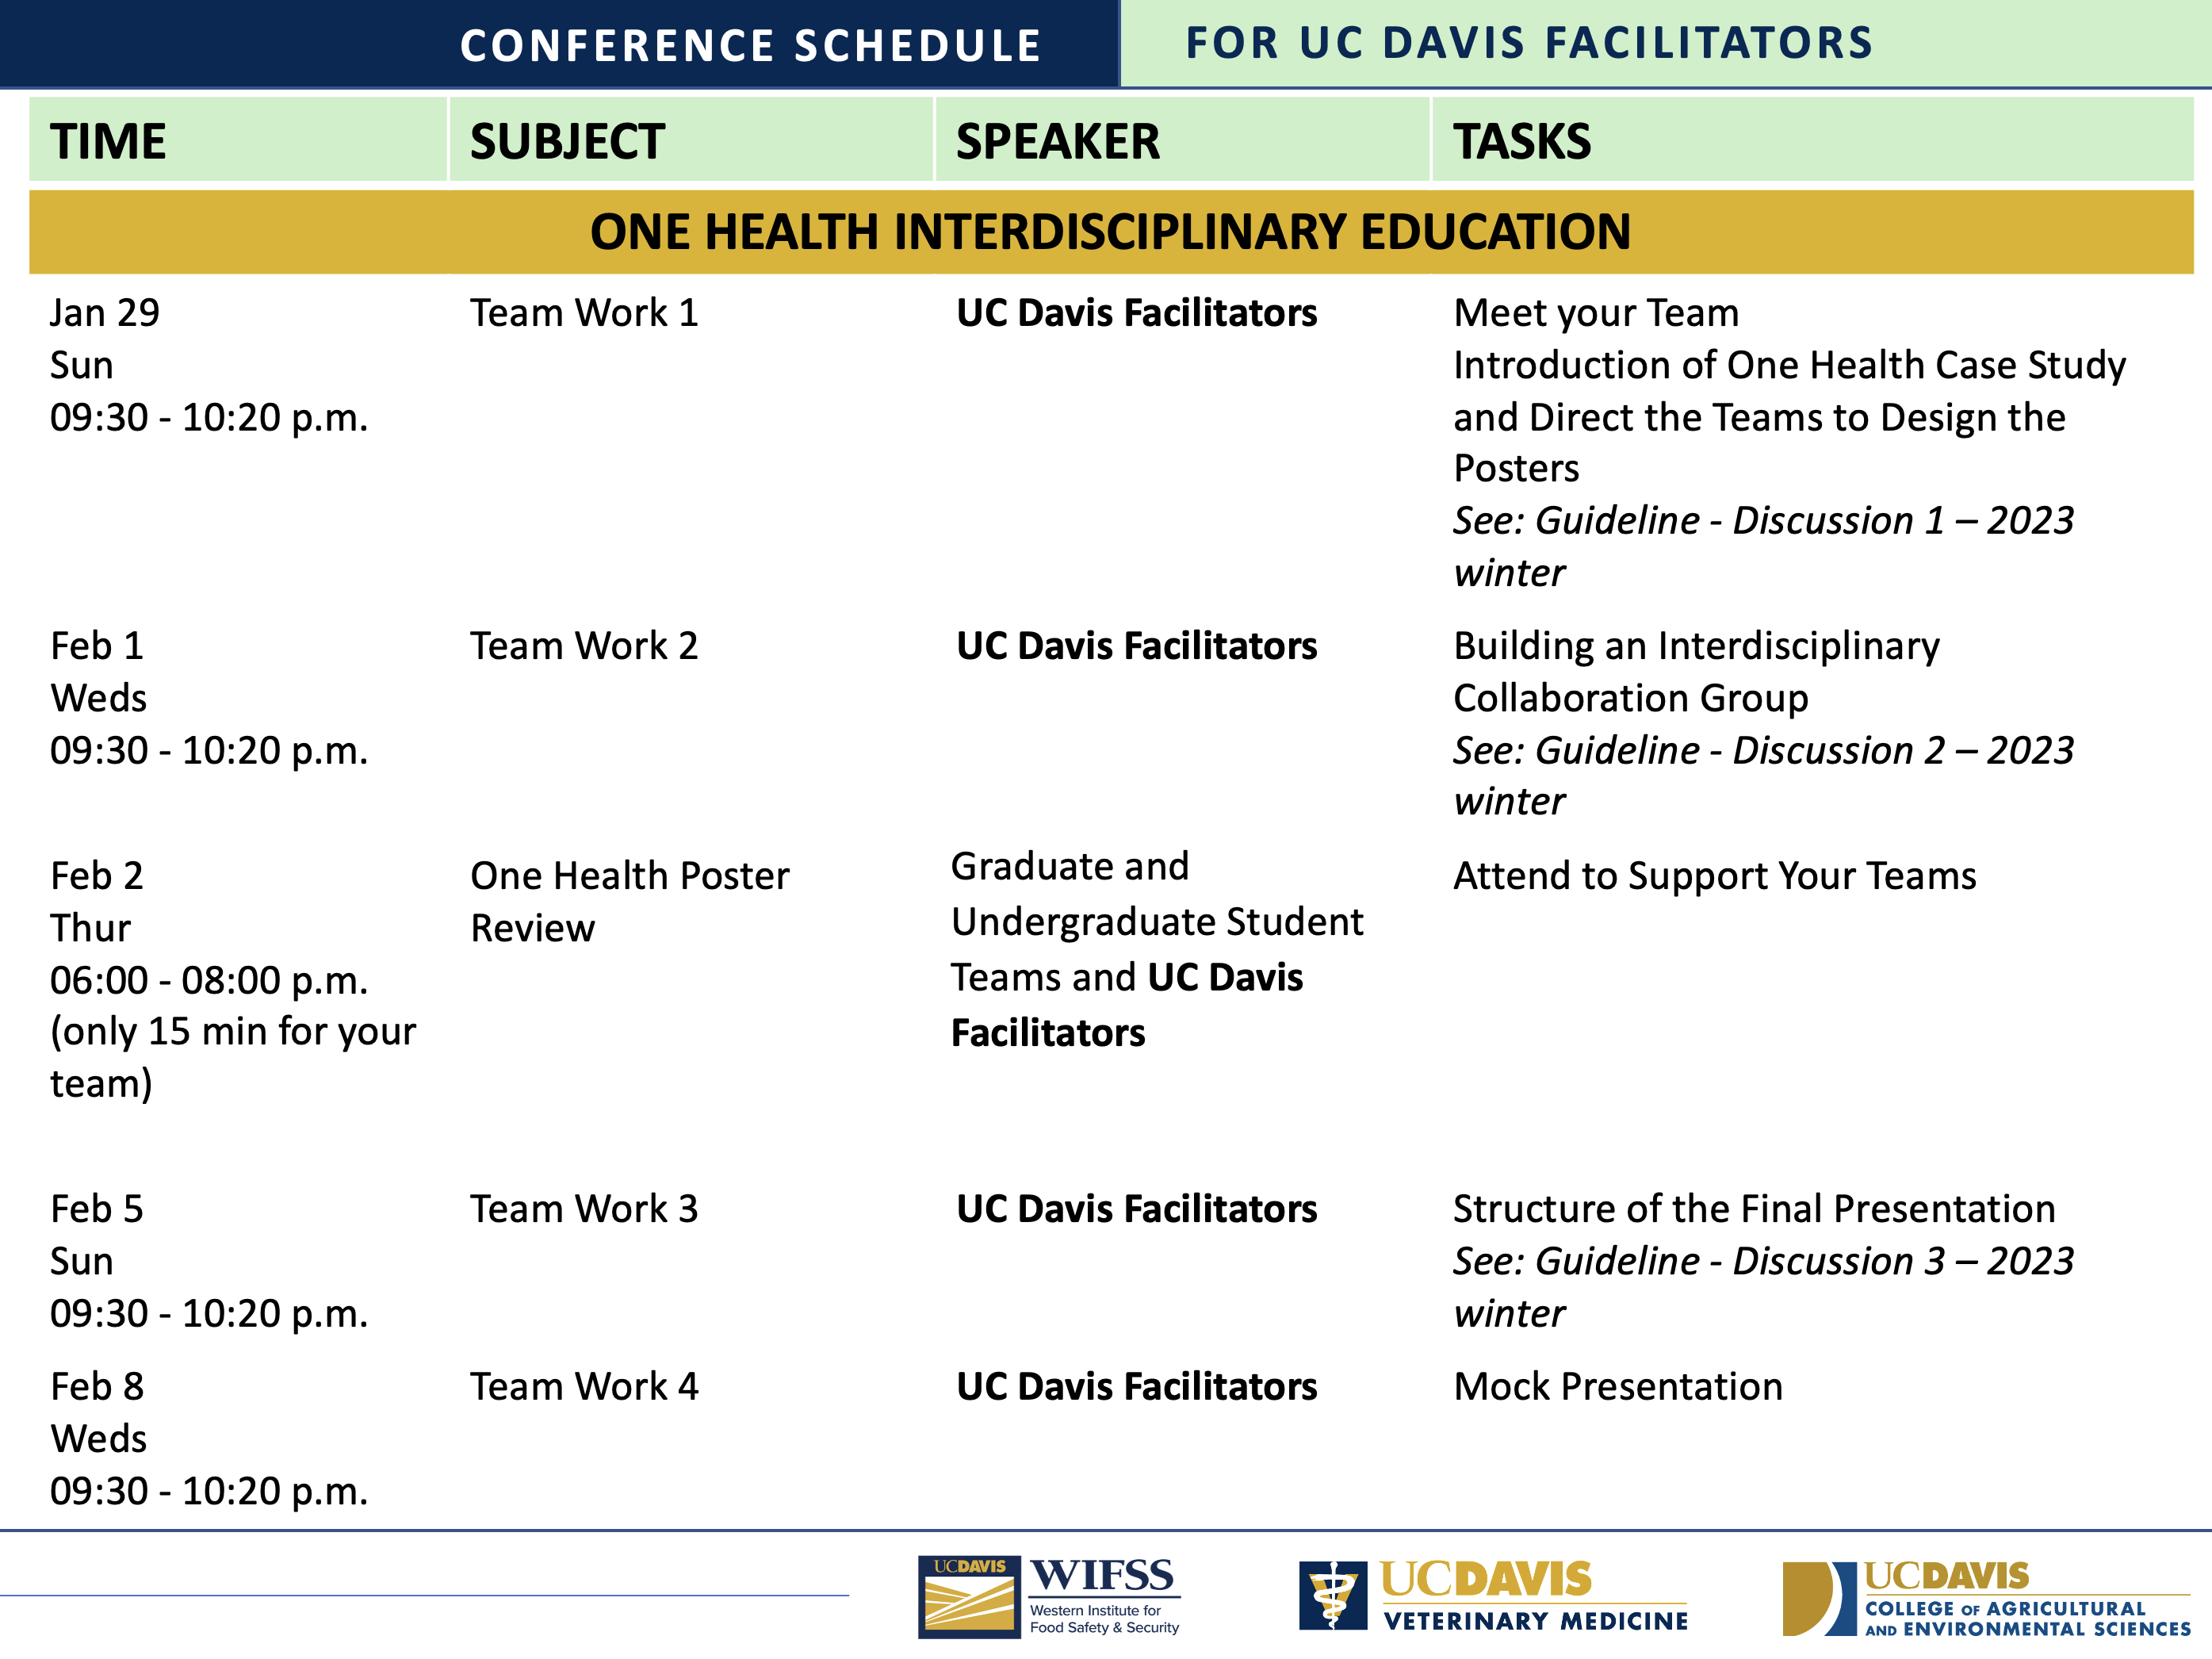 CONFERENCE SCHEDULE
FOR UC DAVIS FACILITATORS
TIME
SUBJECT
SPEAKER
TASKS
ONE HEALTH INTERDISCIPLINARY EDUCATION
Jan 29
Sun
09:30 - 10:20 p.m.
Team Work 1
UC Davis Facilitators
Meet your Team
Introduction of One Health Case Study
and Direct the Teams to Design the
Posters
See: Guideline - Discussion 1 – 2023
winter
Feb 1
Weds
09:30 - 10:20 p.m.
Team Work 2
UC Davis Facilitators
Building an Interdisciplinary
Collaboration Group
See: Guideline - Discussion 2 – 2023
winter
Feb 2
Thur
06:00 - 08:00 p.m.
(only 15 min for your
team)
One Health Poster
Review
Graduate and
Undergraduate Student
Teams and UC Davis
Facilitators
Attend to Support Your Teams
Feb 5
Sun
09:30 - 10:20 p.m.
Team Work 3
UC Davis Facilitators
Structure of the Final Presentation
See: Guideline - Discussion 3 – 2023
winter
Feb 8
Weds
09:30 - 10:20 p.m.
Team Work 4
UC Davis Facilitators
Mock Presentation
UCDAVIS
WIFSS
Western Institute for
Food Safety & Security
UCDAVIS
VETERINARY MEDICINE
UCDAVIS
COLLEGE OF AGRICULTURAL
AND ENVIRONMENTAL SCIENCES